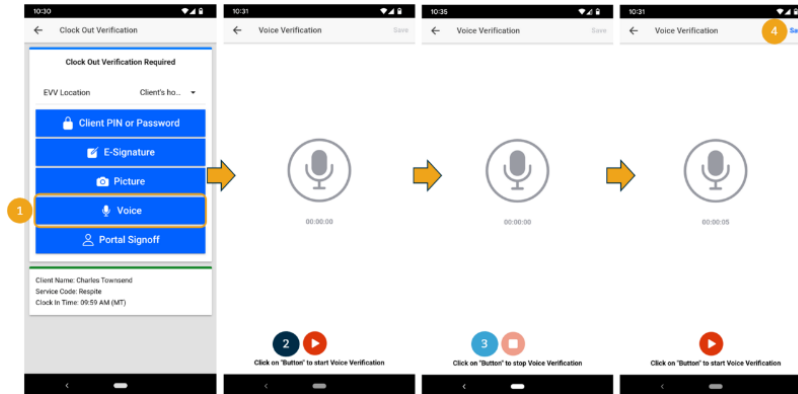 10:30
Clock Out Verification
Clock Out Verification Required
EVV Location Client's ho...
Client PIN or Password
E-Signature
Picture
1
Voice
Portal Signoff
Client Name: Charles Townsend
Service Code: Respite
Clock In Time: 09:59 AM (MT)
10:31
Voice Verification Save
00:00:00
2
Click on "Button" to start Voice Verification
10:35
Voice Verification Save
00:00:00
3
Click on "Button" to stop Voice Verification
10:31
Voice Verification 4 Sa
00:00:05
Click on "Button" to start Voice Verification